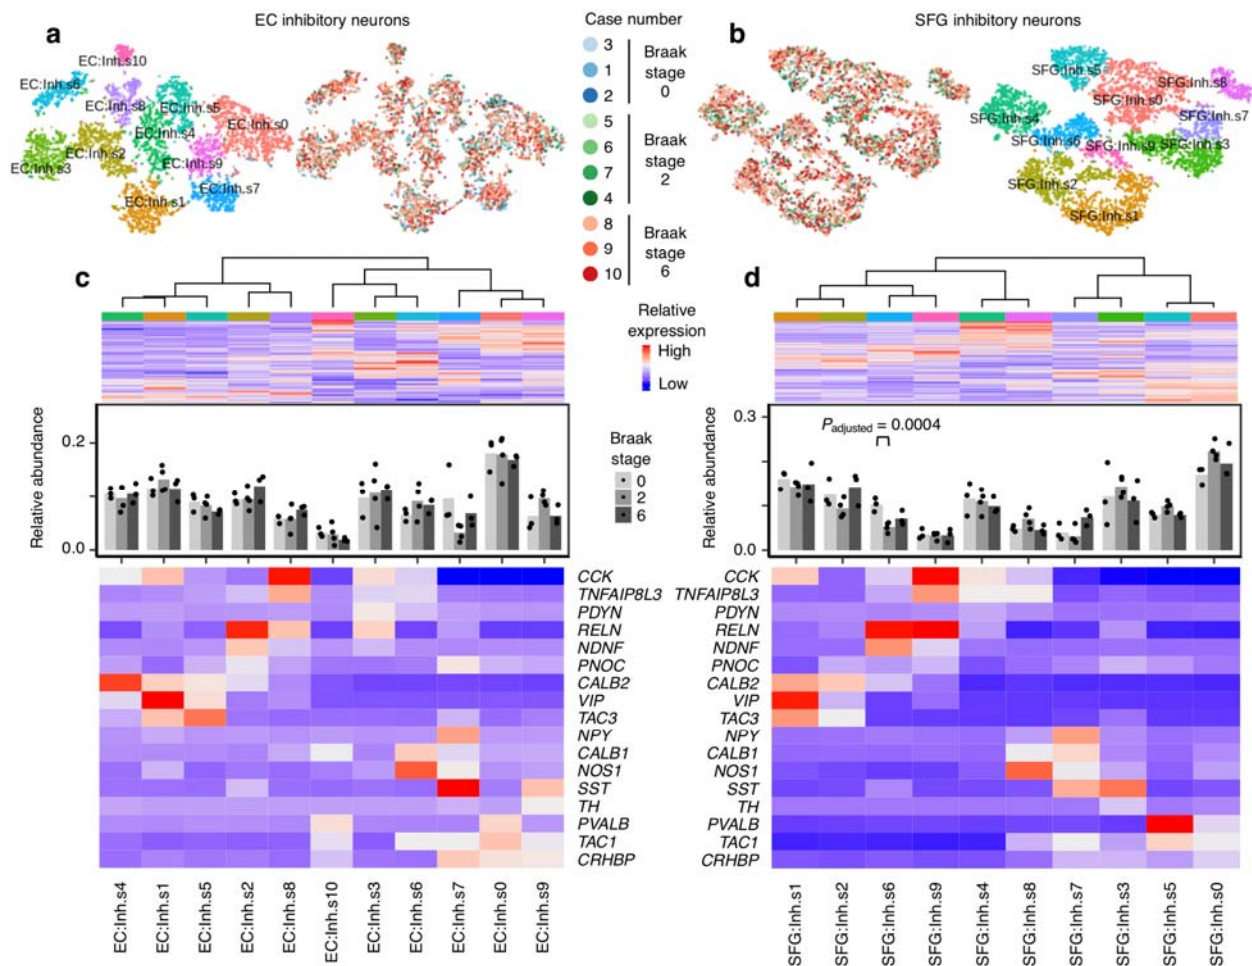 a
EC inhibitory neurons
EC:Inh.s10
EC:Inh.s6
EC:Inh.s8
EC:Inh.s5
EC:Inh.s0
EC:Inh.s4
EC:Inh.s2
EC:Inh.s3
EC:Inh.s9
EC:Inh.s7
EC:Inh.s1
Case number
3
1
2
Braak
stage
0
5
6
7
4
Braak
stage
2
8
9
10
Braak
stage
6
b
SFG inhibitory neurons
SFG:Inh.s5
SFG:Inh.s8
SFG:Inh.s0
SFG:Inh.s4
SFG:Inh.s7
SFG:Inh.s6
SFG:Inh.s9
SFG:Inh.s3
SFG:Inh.s2
SFG:Inh.s1
c
Relative
expression
High
Low
Relative abundance
0.2
0.0
Braak
stage
0
2
6
CCK
TNFAIP8L3
PDYN
RELN
NDNF
PNOC
CALB2
VIP
TAC3
NPY
CALB1
NOS1
SST
TH
PVALB
TAC1
CRHBP
EC:Inh.s4
EC:Inh.s1
EC:Inh.s5
EC:Inh.s2
EC:Inh.s8
EC:Inh.s10
EC:Inh.s3
EC:Inh.s6
EC:Inh.s7
EC:Inh.s0
EC:Inh.s9
d
Relative abundance
0.3
0.0
Padjusted = 0.0004
CCK
TNFAIP8L3
PDYN
RELN
NDNF
PNOC
CALB2
VIP
TAC3
NPY
CALB1
NOS1
SST
TH
PVALB
TAC1
CRHBP
SFG:Inh.s1
SFG:Inh.s2
SFG:Inh.s6
SFG:Inh.s9
SFG:Inh.s4
SFG:Inh.s8
SFG:Inh.s7
SFG:Inh.s3
SFG:Inh.s5
SFG:Inh.s0